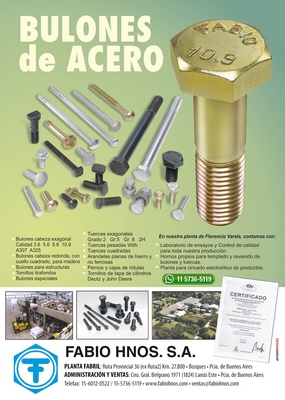 BULONES
de ACERO
FABIO
10.9
• Bulones cabeza exagonal
Calidad 3.6 5.6 8.8 10.9
A307 A325
• Bulones cabeza redonda, con
cuello cuadrado, para madera
• Bulones para estructuras
• Tornillos tirafondos
• Bulones especiales
• Tuercas exagonales
Grado 2 Gr.5 Gr. 8 2H
• Tuercas pesadas With
• Tuercas cuadradas
• Arandelas planas de hierro y
no ferrosas
• Pernos y cajas de rótulas
• Tornillos de tapa de cilindros
Deutz y John Deere
En nuestra planta de Florencio Varela, contamos con:
• Laboratorio de ensayos y Control de calidad
para toda nuestra producción.
• Hornos propios para templado y revenido de
bulones y tuercas.
• Planta para cincado electrolítico de productos.
11 5736-5119
CERTIFICADO
FABIO HNOS. S.A.
PLANTA FABRIL: Ruta Provincial 36 (ex Ruta2) Km. 27.800 • Bosques • Pcia. de Buenos Aires
ADMINISTRACIÓN Y VENTAS: Cno. Gral. Belgrano 1971 (1824) Lanús Este • Pcia. de Buenos Aires
Telefax: 15-6012-0522 / 15-5736-5119 • www.fabiohnos.com • ventas@fabiohnos.com